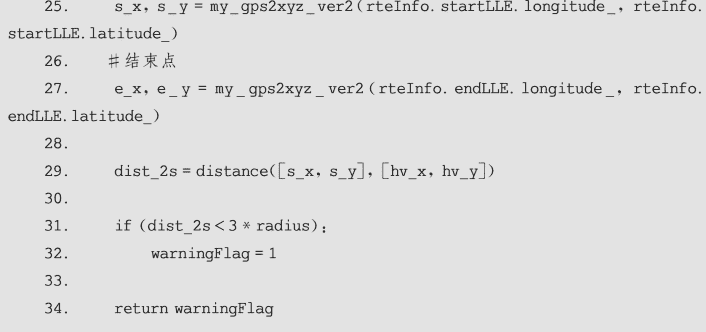 25. s_x, s_y = my_gps2xyz_ver2(rteInfo.startLLE.longitude_, rteInfo.
startLLE.latitude_)
26. #结束点
27. e_x, e_y = my_gps2xyz_ver2(rteInfo.endLLE.longitude_, rteInfo.
endLLE.latitude_)
28.
29. dist_2s = distance([s_x, s_y],[hv_x, hv_y])
30.
31. if (dist_2s < 3 * radius):
32. warningFlag = 1
33.
34. return warningFlag